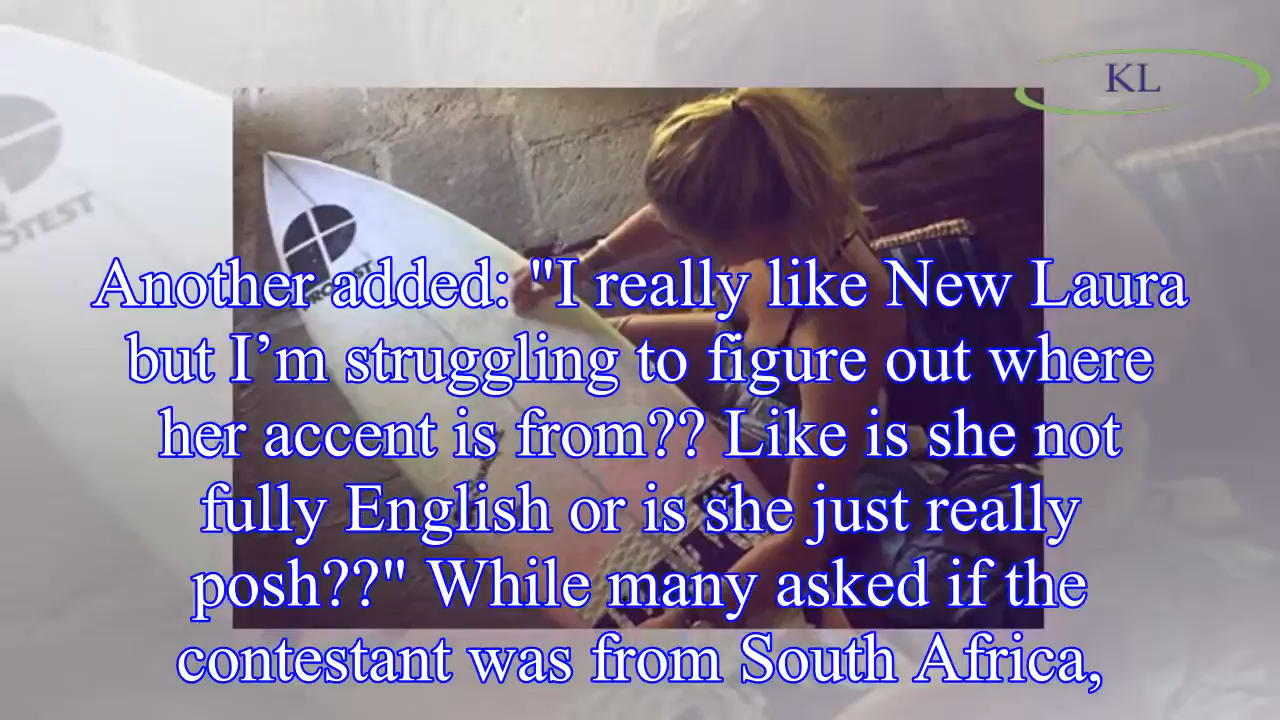 KL
PROTEST
OTEST
Another added: "I really like New Laura
but I’m struggling to figure out where
her accent is from?? Like is she not
fully English or is she just really
posh??" While many asked if the
contestant was from South Africa,